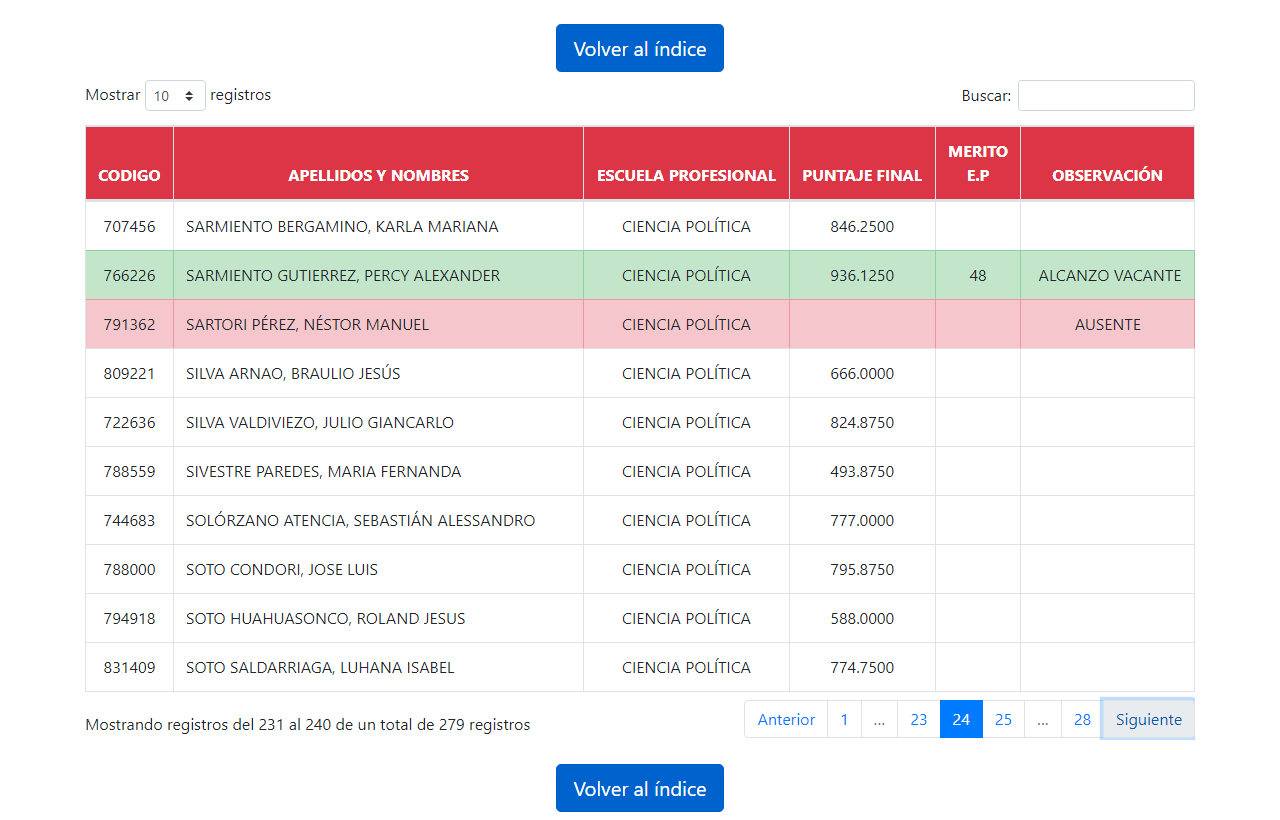 Volver al índice
Mostrar 10 registros Buscar:
CODIGO APELLIDOS Y NOMBRES ESCUELA PROFESIONAL PUNTAJE FINAL MERITO E.P OBSERVACIÓN
707456 SARMIENTO BERGAMINO, KARLA MARIANA CIENCIA POLÍTICA 846.2500
766226 SARMIENTO GUTIERREZ, PERCY ALEXANDER CIENCIA POLÍTICA 936.1250 48 ALCANZO VACANTE
791362 SARTORI PÉREZ, NÉSTOR MANUEL CIENCIA POLÍTICA AUSENTE
809221 SILVA ARNAO, BRAULIO JESÚS CIENCIA POLÍTICA 666.0000
722636 SILVA VALDIVIEZO, JULIO GIANCARLO CIENCIA POLÍTICA 824.8750
788559 SIVESTRE PAREDES, MARIA FERNANDA CIENCIA POLÍTICA 493.8750
744683 SOLÓRZANO ATENCIA, SEBASTIÁN ALESSANDRO CIENCIA POLÍTICA 777.0000
788000 SOTO CONDORI, JOSE LUIS CIENCIA POLÍTICA 795.8750
794918 SOTO HUAHUASONCO, ROLAND JESUS CIENCIA POLÍTICA 588.0000
831409 SOTO SALDARRIAGA, LUHANA ISABEL CIENCIA POLÍTICA 774.7500
Mostrando registros del 231 al 240 de un total de 279 registros Anterior 1 ... 23 24 25 ... 28 Siguiente
Volver al índice